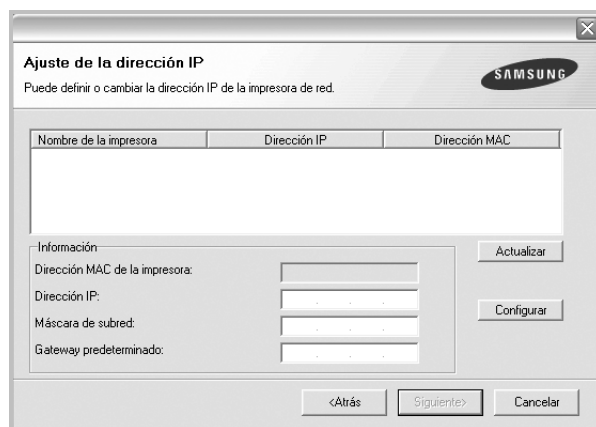 Ajuste de la dirección IP
Puede definir o cambiar la dirección IP de la impresora de red.
SAMSUNG
Nombre de la impresora Dirección IP Dirección MAC
Información
Actualizar
Dirección MAC de la impresora:
Dirección IP:
Configurar
Máscara de subred:
Gateway predeterminado:
<Atrás Siguiente> Cancelar